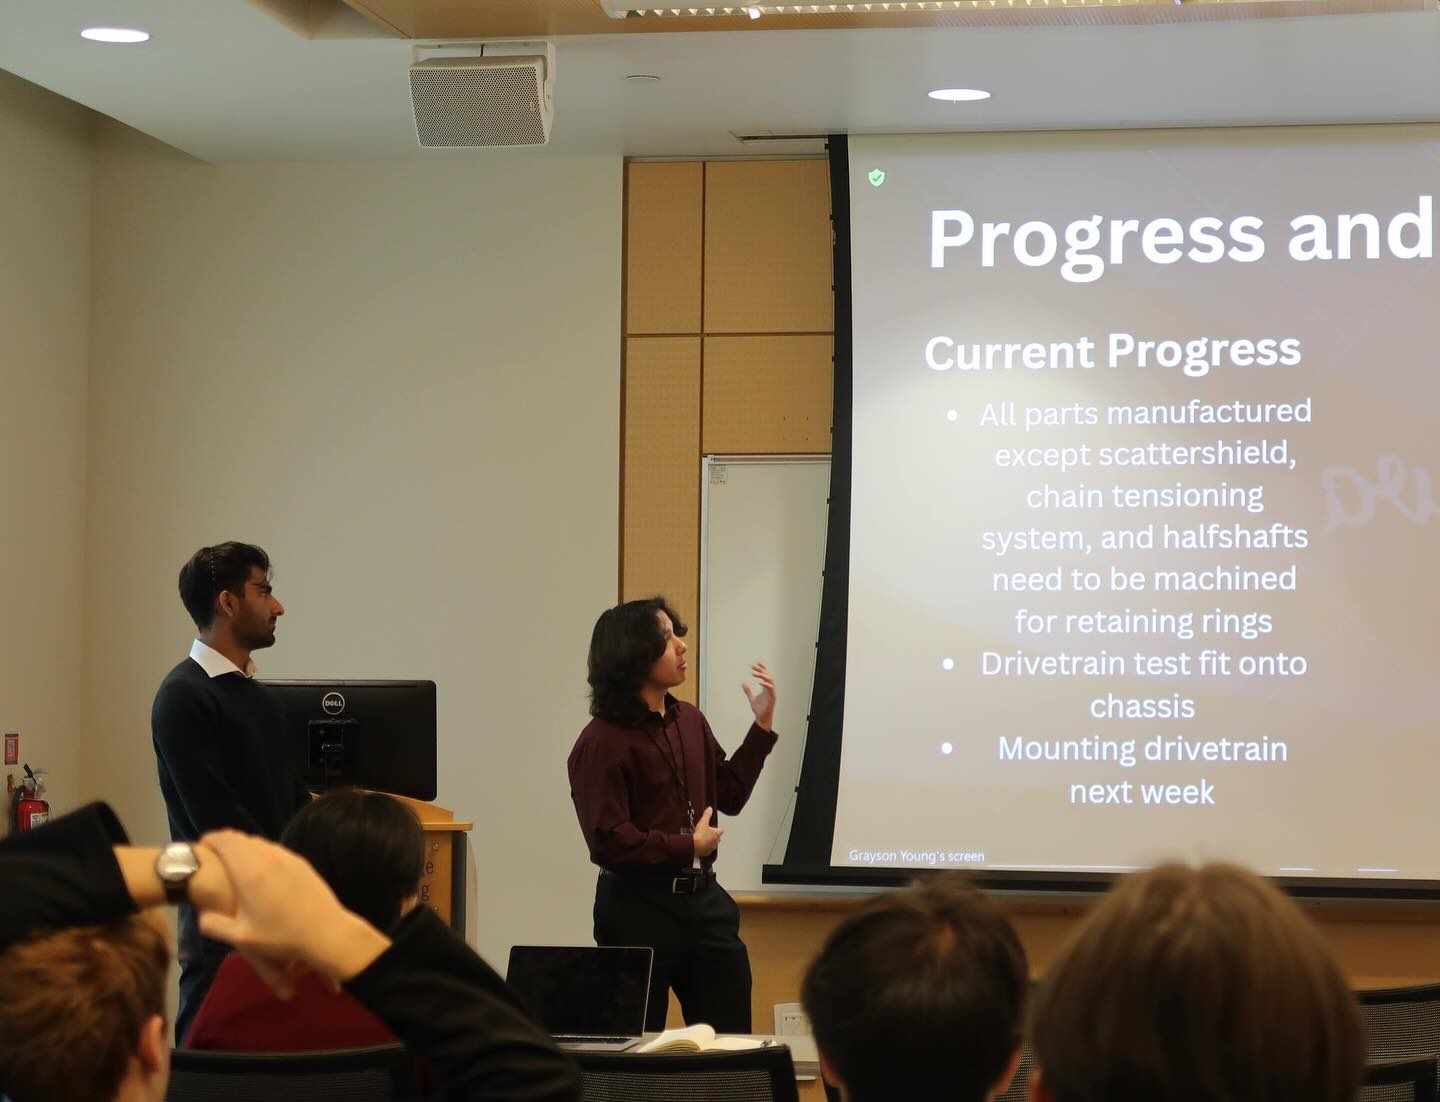 Progress and
Current Progress
• All parts manufactured
except scattershield,
chain tensioning
system, and halfshafts
need to be machined
for retaining rings
• Drivetrain test fit onto
chassis
• Mounting drivetrain
next week
Grayson Young's screen
DELL